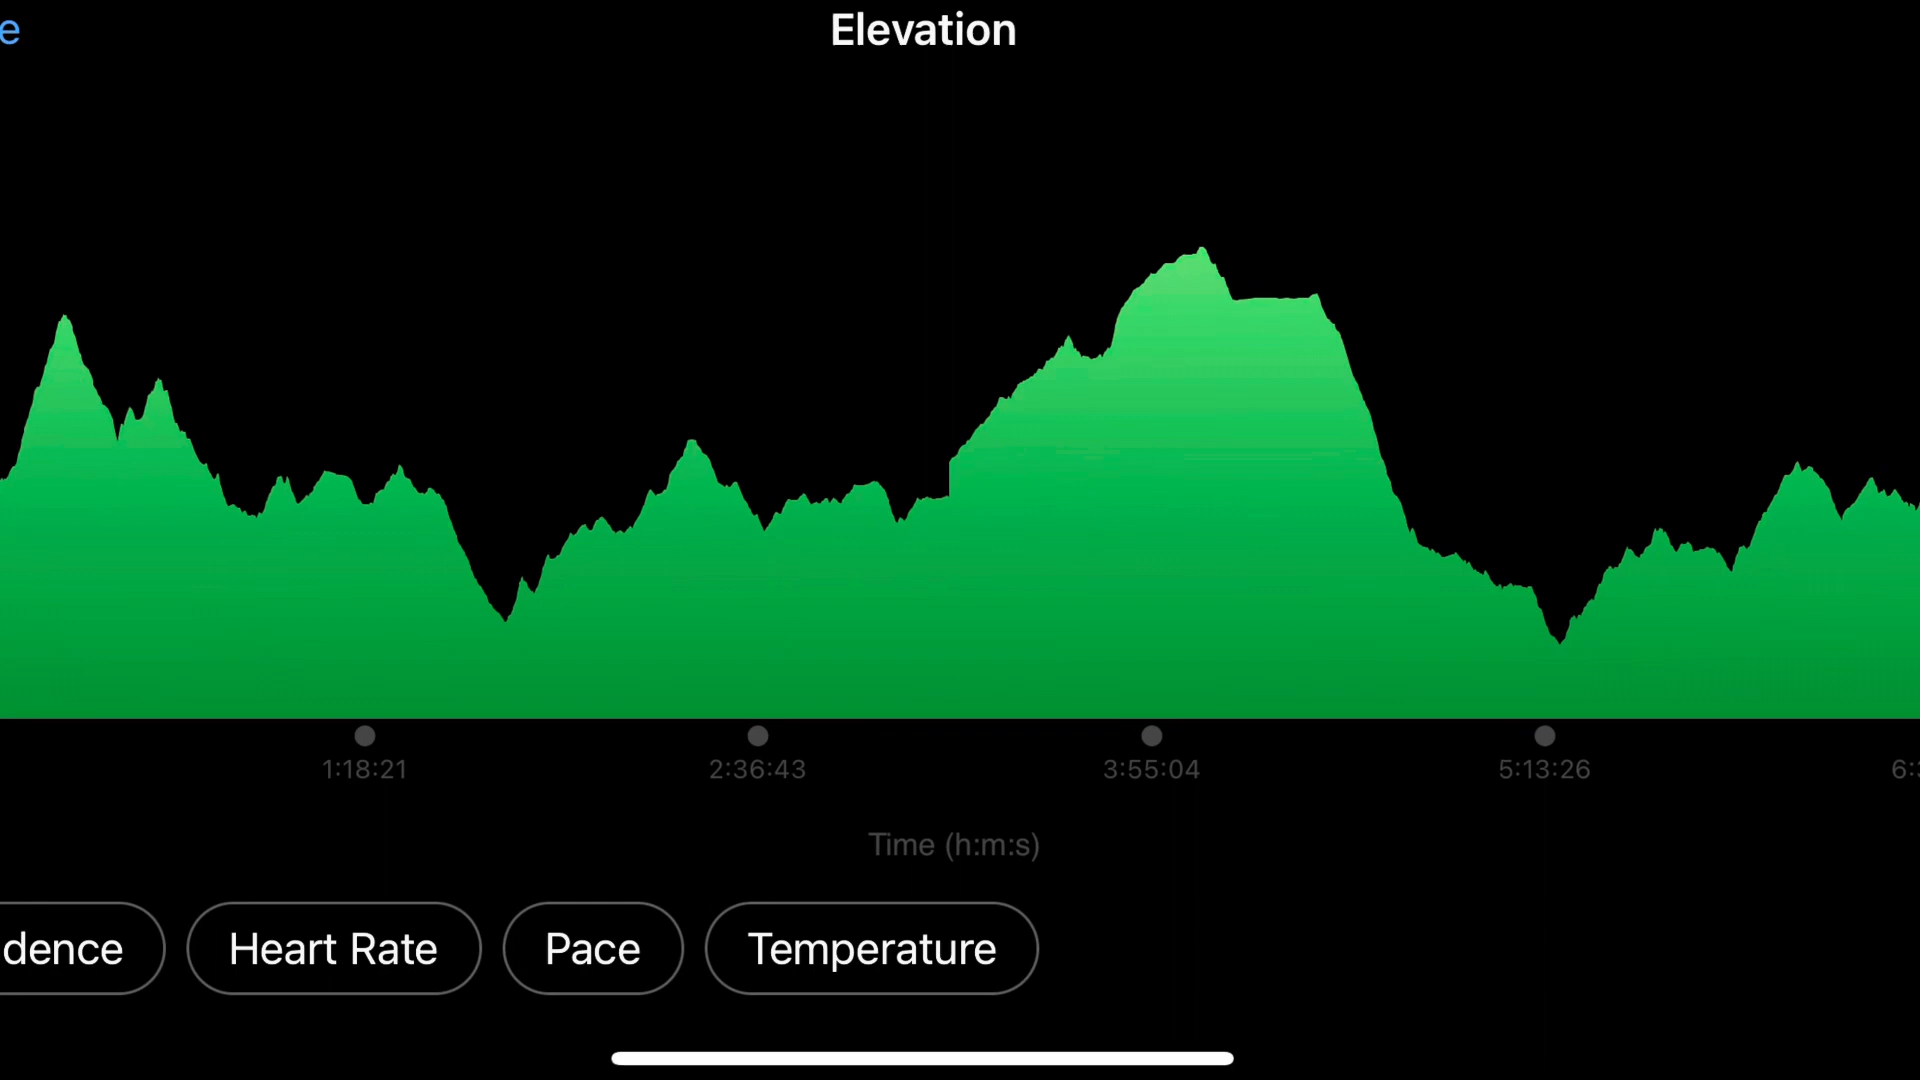 e
Elevation
1:18:21 2:36:43 3:55:04 5:13:26 6:
Time (h:m:s)
dence Heart Rate Pace Temperature